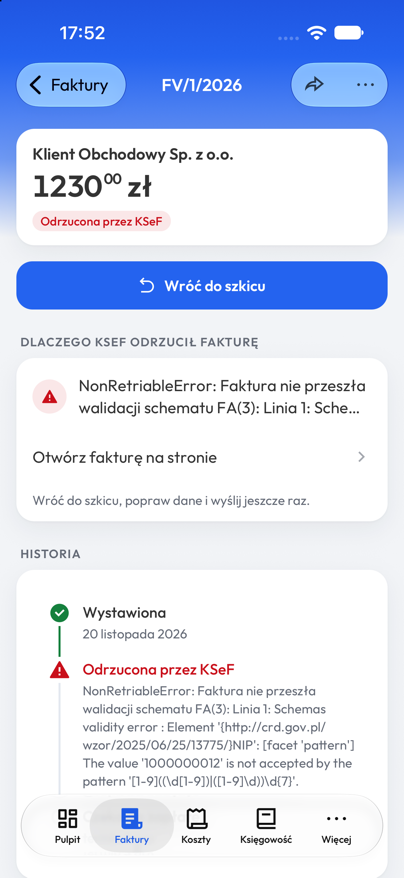 17:52
Faktury
FV/1/2026
Klient Obchodowy Sp. z o.o.
1230⁰⁰ zł
Odrzucona przez KSeF
Wróć do szkicu
DLACZEGO KSEF ODRZUCIŁ FAKTURĘ
NonRetriableError: Faktura nie przeszła
walidacji schematu FA(3): Linia 1: Sche...
Otwórz fakturę na stronie
Wróć do szkicu, popraw dane i wyślij jeszcze raz.
HISTORIA
Wystawiona
20 listopada 2026
Odrzucona przez KSeF
NonRetriableError: Faktura nie przeszła
walidacji schematu FA(3): Linia 1: Schemas
validity error : Element '{http://crd.gov.pl/
wzor/2025/06/25/13775/}NIP': [facet 'pattern']
The value '1000000012' is not accepted by the
pattern '[1-9]((\d[1-9])|([1-9]\d))\d{7}'.
Pulpit
Faktury
Koszty
Księgowość
Więcej